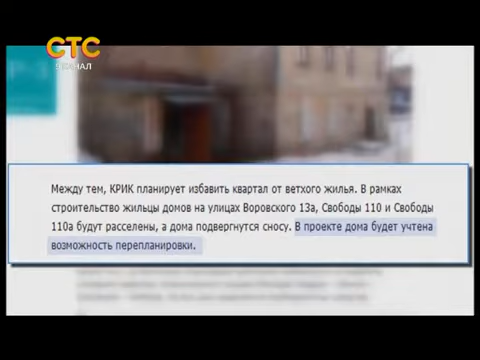 СТС
Между тем, КРИК планирует избавить квартал от ветхого жилья. В рамках
строительство жильцы домов на улицах Воровского 13а, Свободы 110 и Свободы
110а будут расселены, а дома подвергнутся сносу. В проекте дома будет учтена
возможность перепланировки.